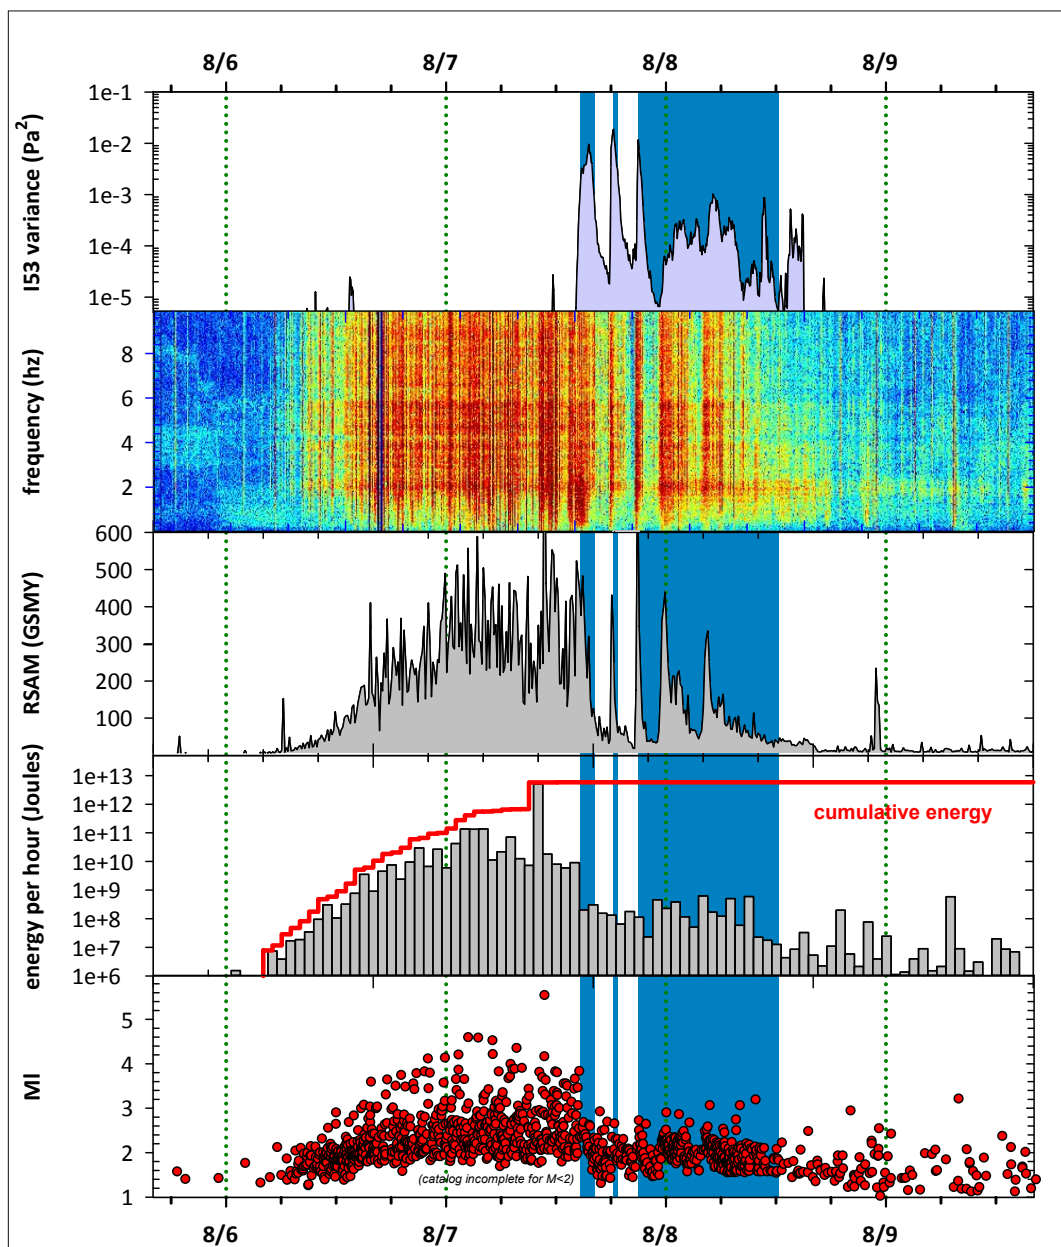 8/6 8/7 8/8 8/9
I53 variance (Pa²)
1e-1
1e-2
1e-3
1e-4
1e-5
frequency (hz)
8
6
4
2
RSAM (GSMY)
600
500
400
300
200
100
energy per hour (Joules)
1e+13
1e+12
1e+11
1e+10
1e+9
1e+8
1e+7
1e+6
cumulative energy
Ml
5
4
3
2
1
(catalog incomplete for M<2)
8/6 8/7 8/8 8/9